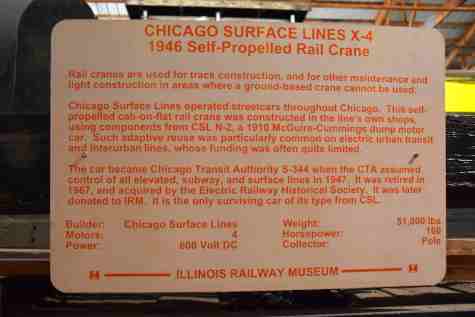 CHICAGO SURFACE LINES X-4
1946 Self-Propelled Rail Crane
Rail cranes are used for track construction, and for other maintenance and
light construction in areas where a ground-based crane cannot be used.
Chicago Surface Lines operated streetcars throughout Chicago. This self-
propelled cab-on-flat rail crane was constructed in the line's own shops,
using components from CSL N-2, a 1910 McGuire-Cummings dump motor
car. Such adaptive reuse was particularly common on electric urban transit
and interurban lines, whose funding was often quite limited.
The car became Chicago Transit Authority S-344 when the CTA assumed
control of all elevated, subway, and surface lines in 1947. It was retired in
1967, and acquired by the Electric Railway Historical Society. It was later
donated to IRM. It is the only surviving car of its type from CSL.
Builder: Chicago Surface Lines Weight: 51,000 lbs
Motors: 4 Horsepower: 160
Power: 600 Volt DC Collector: Pole
ILLINOIS RAILWAY MUSEUM